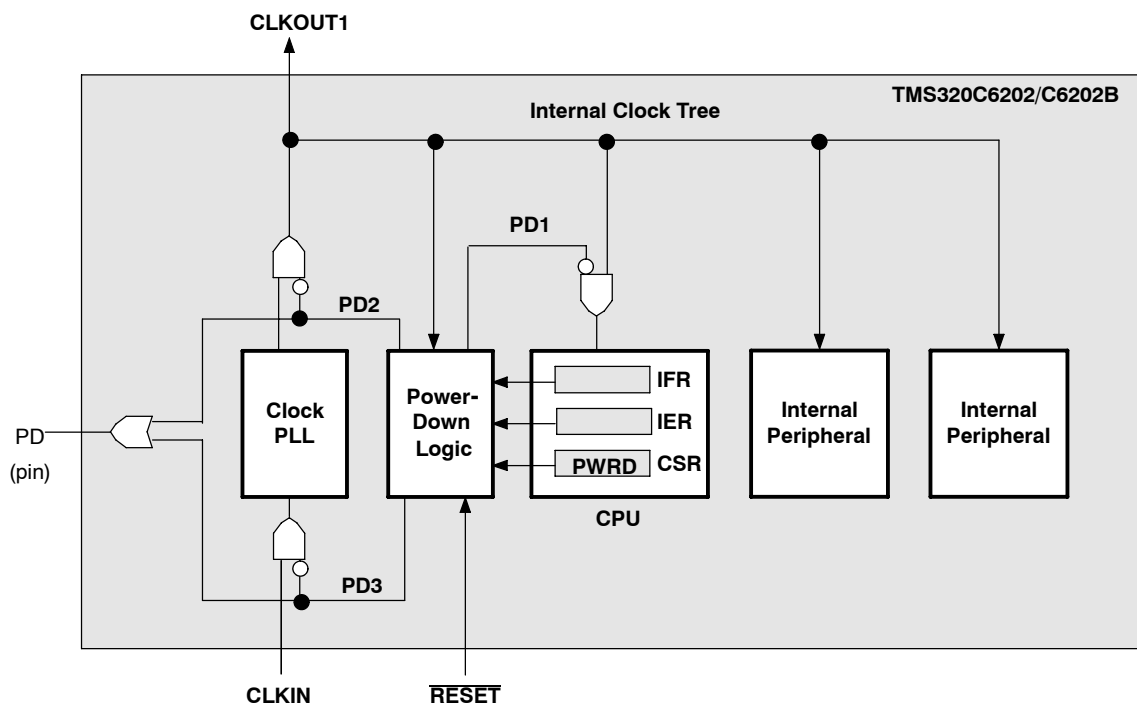 CLKOUT1
TMS320C6202/C6202B
Internal Clock Tree
PD1
PD2
Clock
PLL
Power-
Down
Logic
IFR
IER
PWRD
CSR
CPU
Internal
Peripheral
Internal
Peripheral
PD
(pin)
PD3
CLKIN
RESET